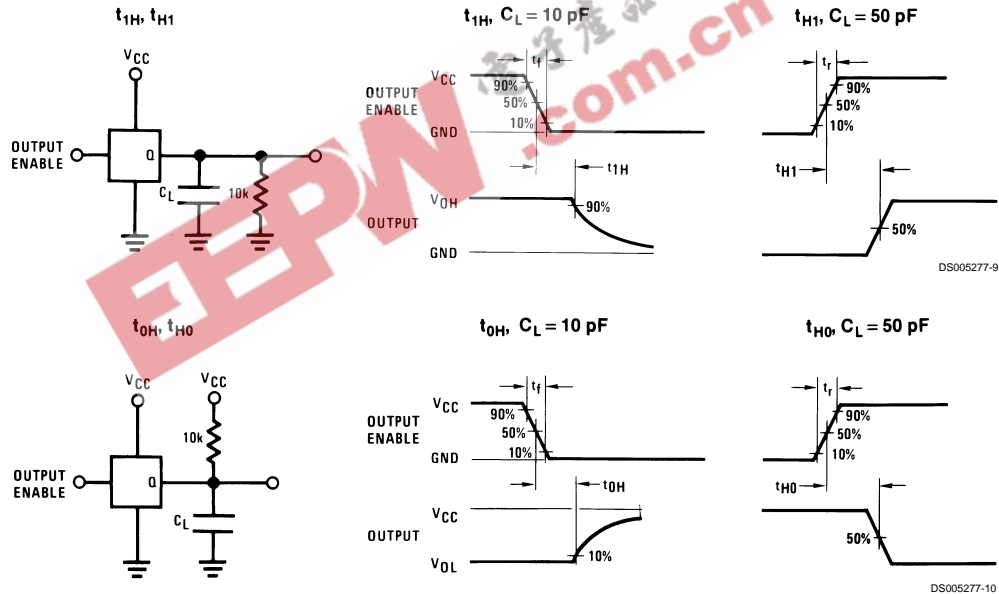 t1H, tH1
VCC
OUTPUT
ENABLE
Q
CL
10k
t1H, CL = 10 pF
tf
VCC
90%
OUTPUT
ENABLE
50%
10%
GND
t1H
VOH
90%
OUTPUT
GND
tH1, CL = 50 pF
tr
90%
50%
10%
tH1
50%
DS005277-9
t0H, tH0
VCC
VCC
10k
OUTPUT
ENABLE
Q
CL
t0H, CL = 10 pF
tf
VCC
90%
OUTPUT
ENABLE
50%
10%
GND
t0H
VCC
OUTPUT
10%
VOL
tH0, CL = 50 pF
tr
90%
50%
10%
tH0
50%
DS005277-10
EEPW
.com.cn